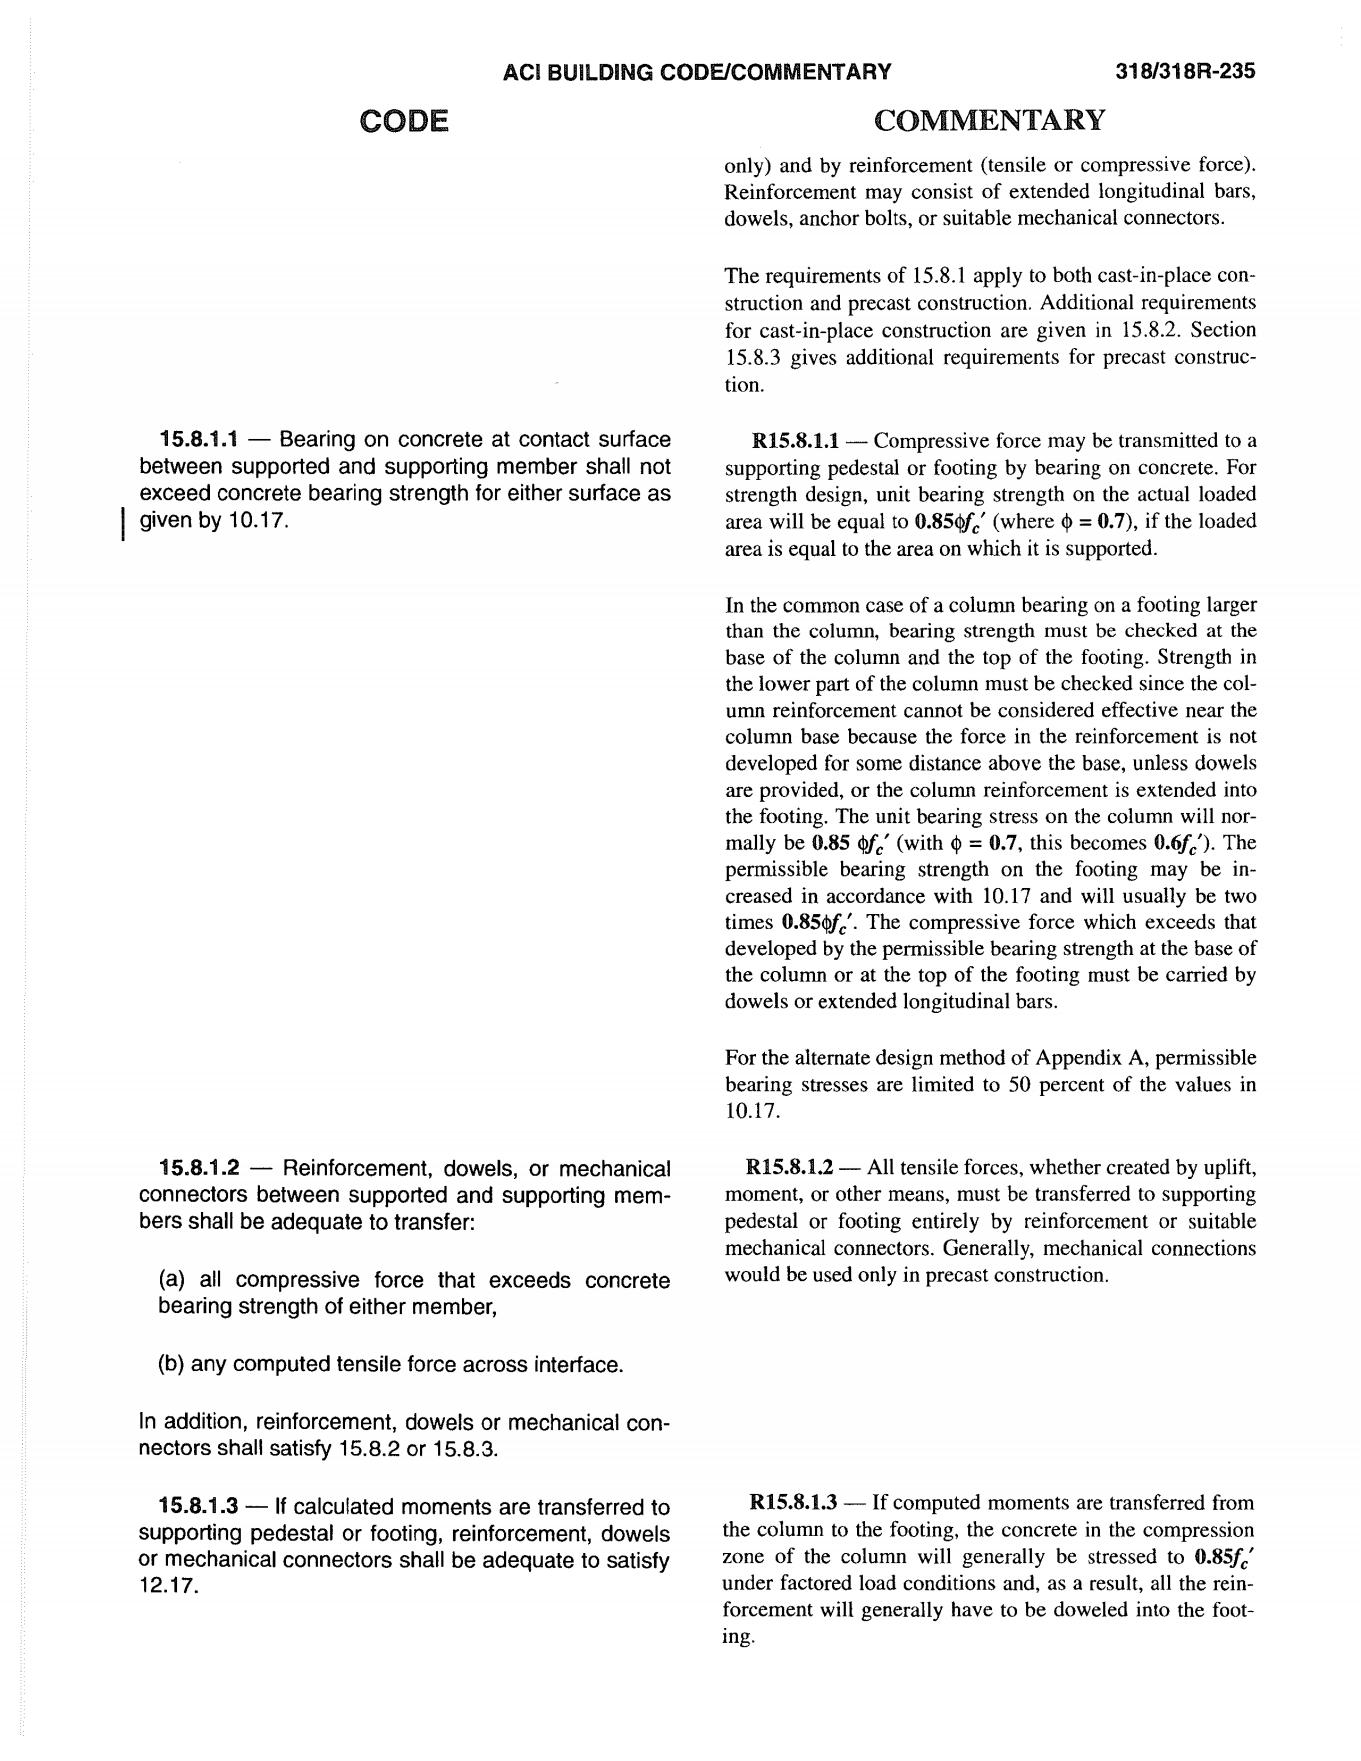 ACI BUILDING CODE/COMMENTARY
318/318R-235
CODE
COMMENTARY
only) and by reinforcement (tensile or compressive force).
Reinforcement may consist of extended longitudinal bars,
dowels, anchor bolts, or suitable mechanical connectors.
The requirements of 15.8.1 apply to both cast-in-place con-
struction and precast construction. Additional requirements
for cast-in-place construction are given in 15.8.2. Section
15.8.3 gives additional requirements for precast construc-
tion.
15.8.1.1 — Bearing on concrete at contact surface
between supported and supporting member shall not
exceed concrete bearing strength for either surface as
given by 10.17.
R15.8.1.1 — Compressive force may be transmitted to a
supporting pedestal or footing by bearing on concrete. For
strength design, unit bearing strength on the actual loaded
area will be equal to 0.85ϕfc′ (where ϕ = 0.7), if the loaded
area is equal to the area on which it is supported.
In the common case of a column bearing on a footing larger
than the column, bearing strength must be checked at the
base of the column and the top of the footing. Strength in
the lower part of the column must be checked since the col-
umn reinforcement cannot be considered effective near the
column base because the force in the reinforcement is not
developed for some distance above the base, unless dowels
are provided, or the column reinforcement is extended into
the footing. The unit bearing stress on the column will nor-
mally be 0.85 ϕfc′ (with ϕ = 0.7, this becomes 0.6fc′). The
permissible bearing strength on the footing may be in-
creased in accordance with 10.17 and will usually be two
times 0.85ϕfc′. The compressive force which exceeds that
developed by the permissible bearing strength at the base of
the column or at the top of the footing must be carried by
dowels or extended longitudinal bars.
For the alternate design method of Appendix A, permissible
bearing stresses are limited to 50 percent of the values in
10.17.
15.8.1.2 — Reinforcement, dowels, or mechanical
connectors between supported and supporting mem-
bers shall be adequate to transfer:
(a) all compressive force that exceeds concrete
bearing strength of either member,
(b) any computed tensile force across interface.
In addition, reinforcement, dowels or mechanical con-
nectors shall satisfy 15.8.2 or 15.8.3.
R15.8.1.2 — All tensile forces, whether created by uplift,
moment, or other means, must be transferred to supporting
pedestal or footing entirely by reinforcement or suitable
mechanical connectors. Generally, mechanical connections
would be used only in precast construction.
15.8.1.3 — If calculated moments are transferred to
supporting pedestal or footing, reinforcement, dowels
or mechanical connectors shall be adequate to satisfy
12.17.
R15.8.1.3 — If computed moments are transferred from
the column to the footing, the concrete in the compression
zone of the column will generally be stressed to 0.85fc′
under factored load conditions and, as a result, all the rein-
forcement will generally have to be doweled into the foot-
ing.